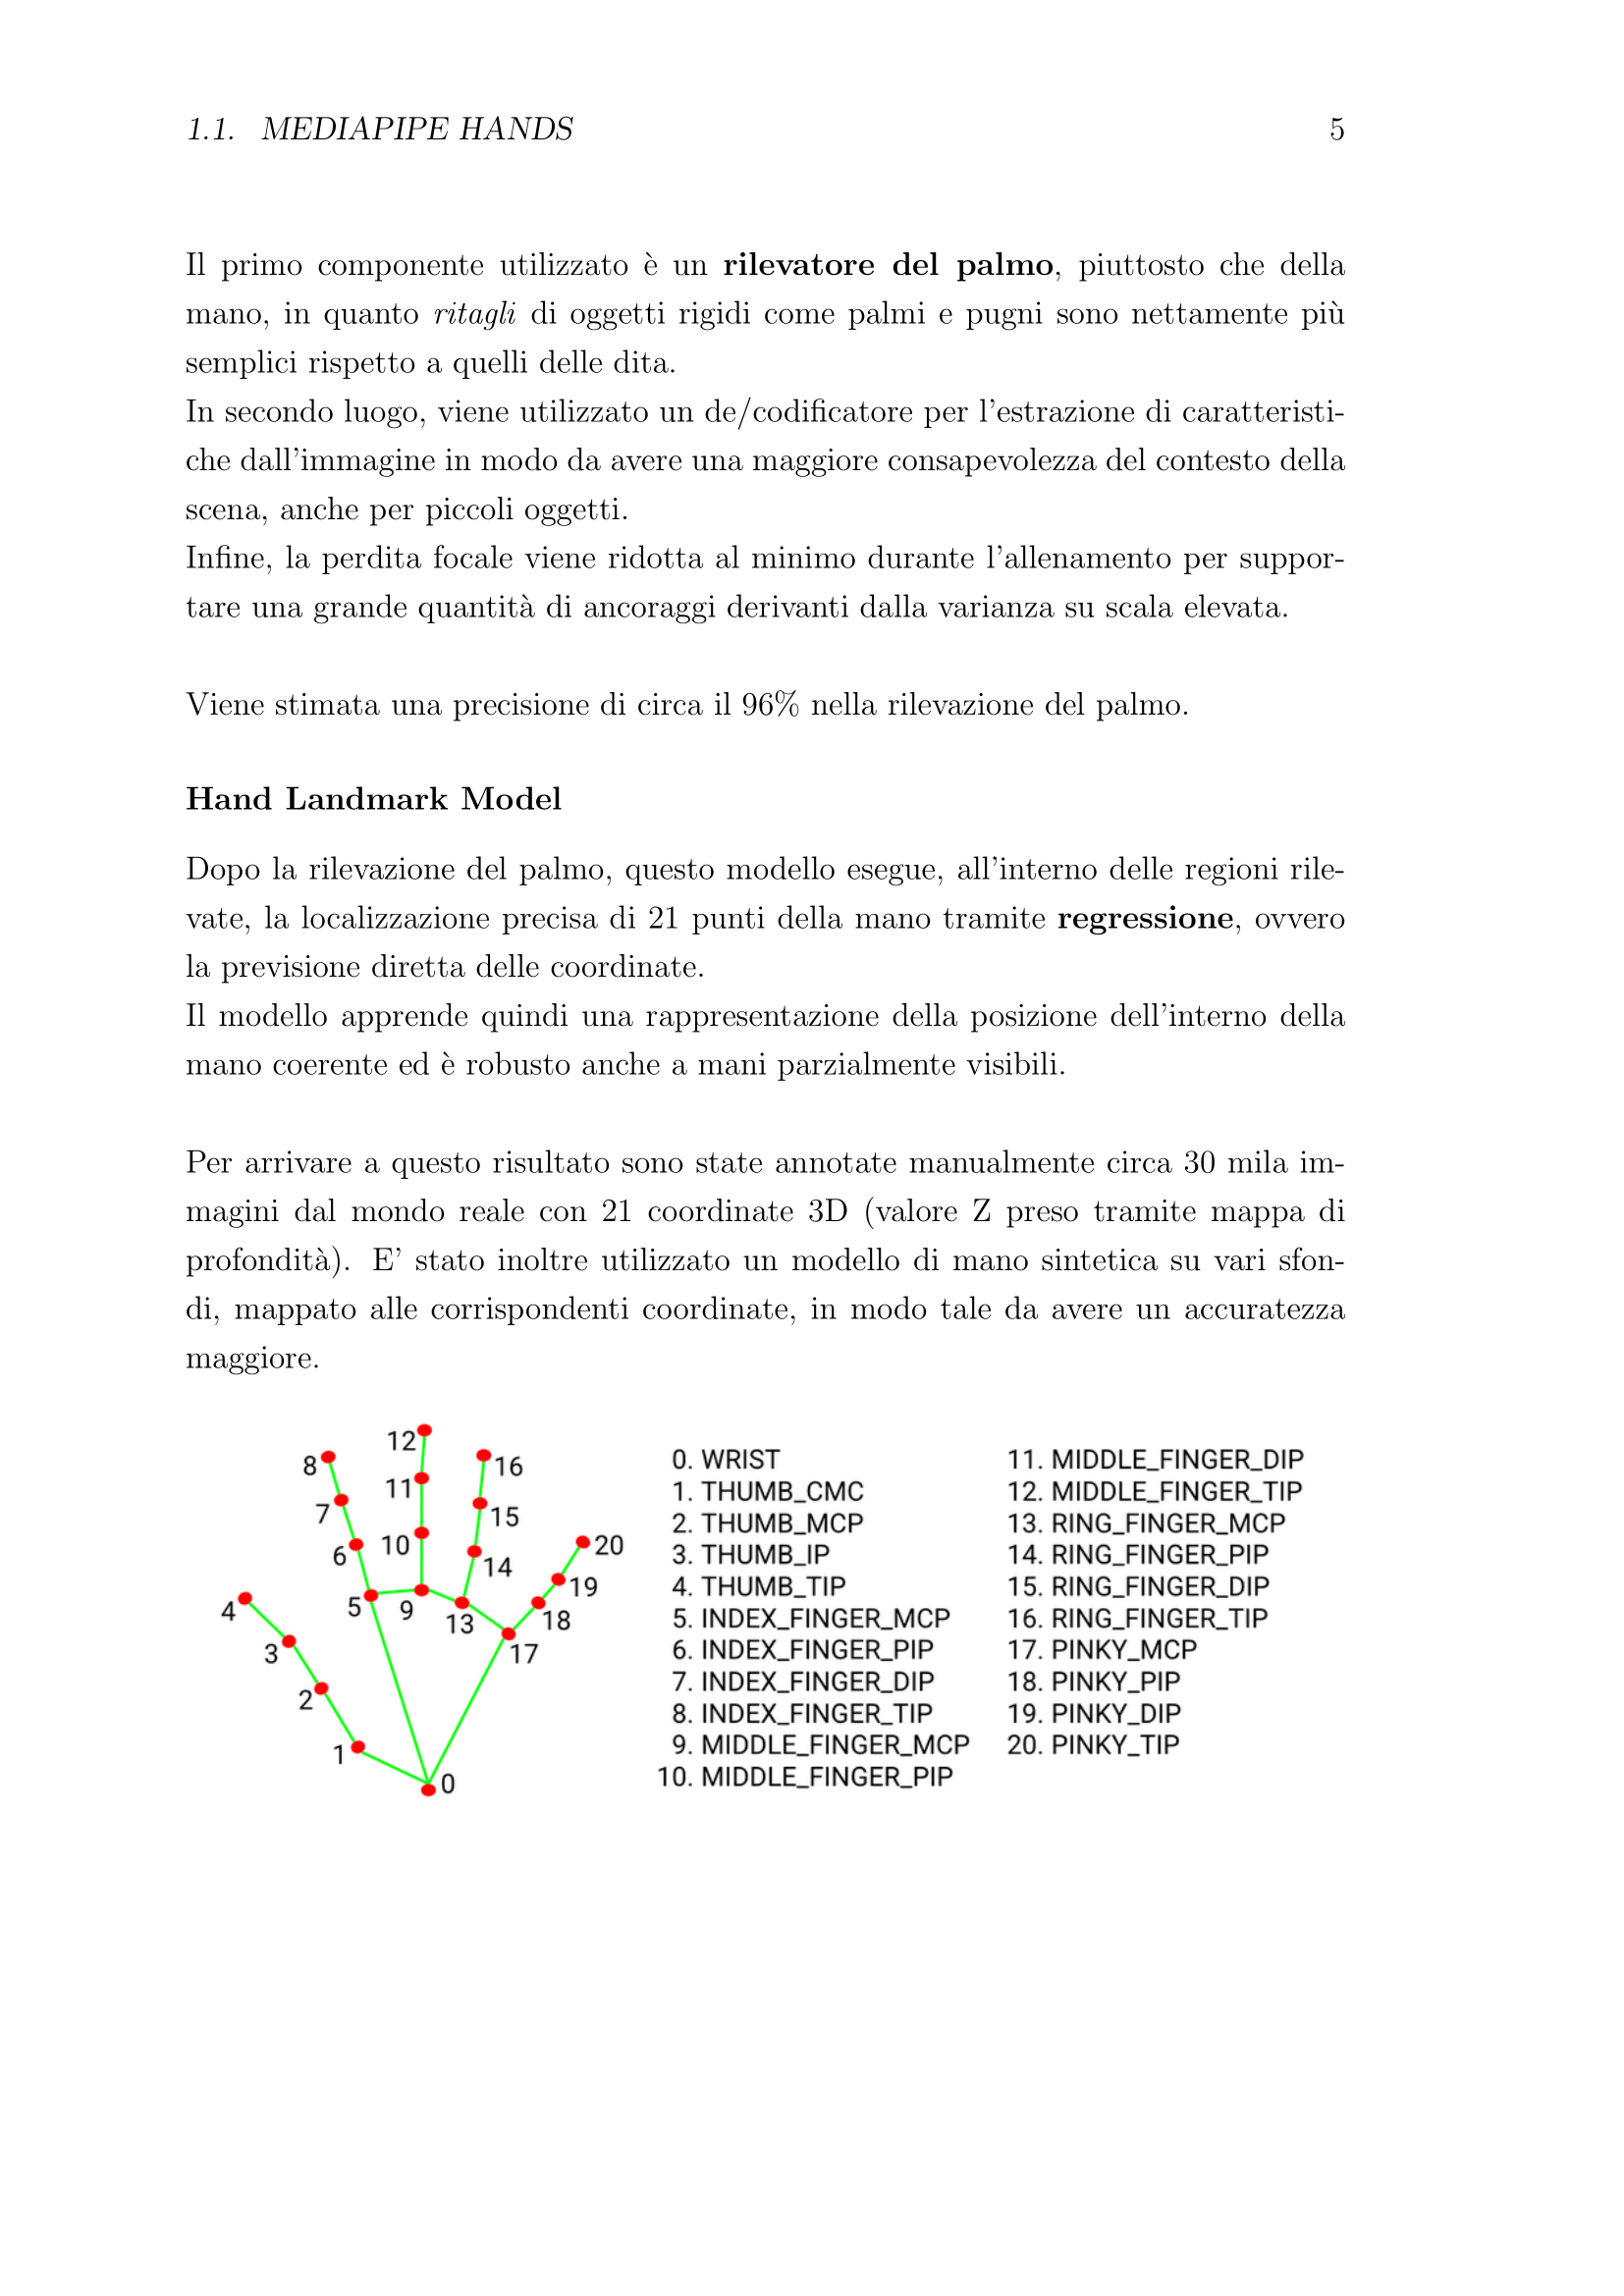 1.1. MEDIAPIPE HANDS 5
Il primo componente utilizzato è un rilevatore del palmo, piuttosto che della
mano, in quanto ritagli di oggetti rigidi come palmi e pugni sono nettamente più
semplici rispetto a quelli delle dita.
In secondo luogo, viene utilizzato un de/codificatore per l'estrazione di caratteristi-
che dall'immagine in modo da avere una maggiore consapevolezza del contesto della
scena, anche per piccoli oggetti.
Infine, la perdita focale viene ridotta al minimo durante l'allenamento per suppor-
tare una grande quantità di ancoraggi derivanti dalla varianza su scala elevata.
Viene stimata una precisione di circa il 96% nella rilevazione del palmo.
Hand Landmark Model
Dopo la rilevazione del palmo, questo modello esegue, all'interno delle regioni rile-
vate, la localizzazione precisa di 21 punti della mano tramite regressione, ovvero
la previsione diretta delle coordinate.
Il modello apprende quindi una rappresentazione della posizione dell'interno della
mano coerente ed è robusto anche a mani parzialmente visibili.
Per arrivare a questo risultato sono state annotate manualmente circa 30 mila im-
magini dal mondo reale con 21 coordinate 3D (valore Z preso tramite mappa di
profondità). E' stato inoltre utilizzato un modello di mano sintetica su vari sfon-
di, mappato alle corrispondenti coordinate, in modo tale da avere un accuratezza
maggiore.
12
8
16
11
7
15
10
6
20
14
19
4
5
9
13
18
3
17
2
1
0
0. WRIST
1. THUMB_CMC
2. THUMB_MCP
3. THUMB_IP
4. THUMB_TIP
5. INDEX_FINGER_MCP
6. INDEX_FINGER_PIP
7. INDEX_FINGER_DIP
8. INDEX_FINGER_TIP
9. MIDDLE_FINGER_MCP
10. MIDDLE_FINGER_PIP
11. MIDDLE_FINGER_DIP
12. MIDDLE_FINGER_TIP
13. RING_FINGER_MCP
14. RING_FINGER_PIP
15. RING_FINGER_DIP
16. RING_FINGER_TIP
17. PINKY_MCP
18. PINKY_PIP
19. PINKY_DIP
20. PINKY_TIP